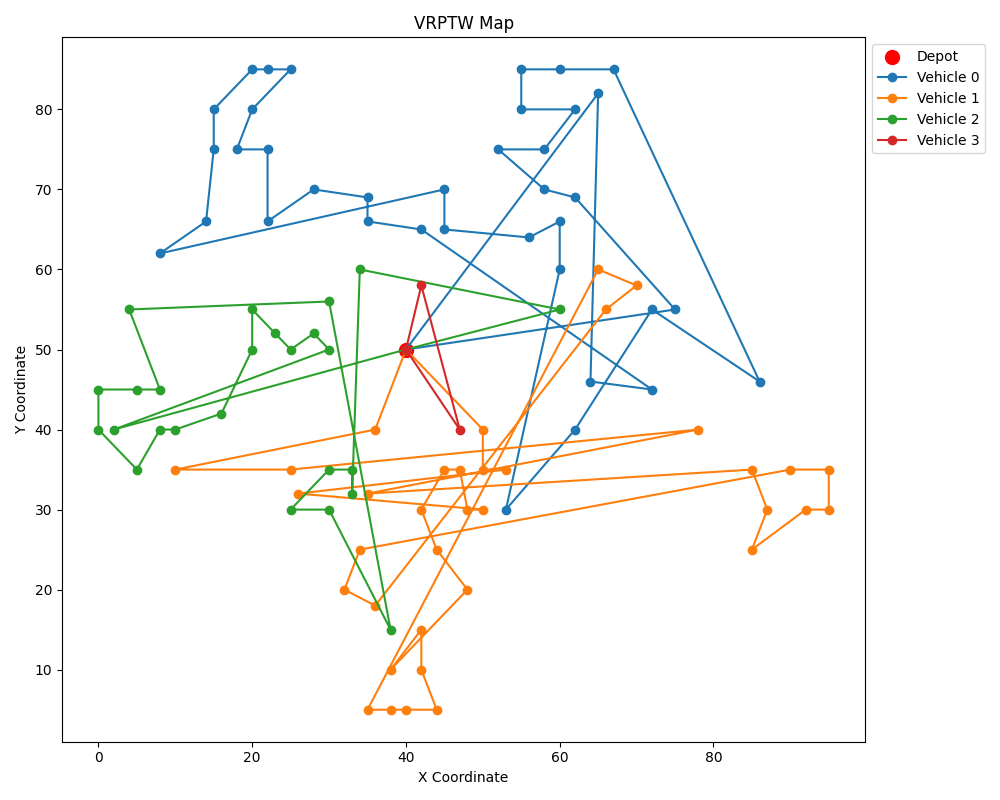 VRPTW Map
Depot
Vehicle 0
Vehicle 1
Vehicle 2
Vehicle 3
80
70
60
50
40
30
20
10
Y Coordinate
0 20 40 60 80
X Coordinate